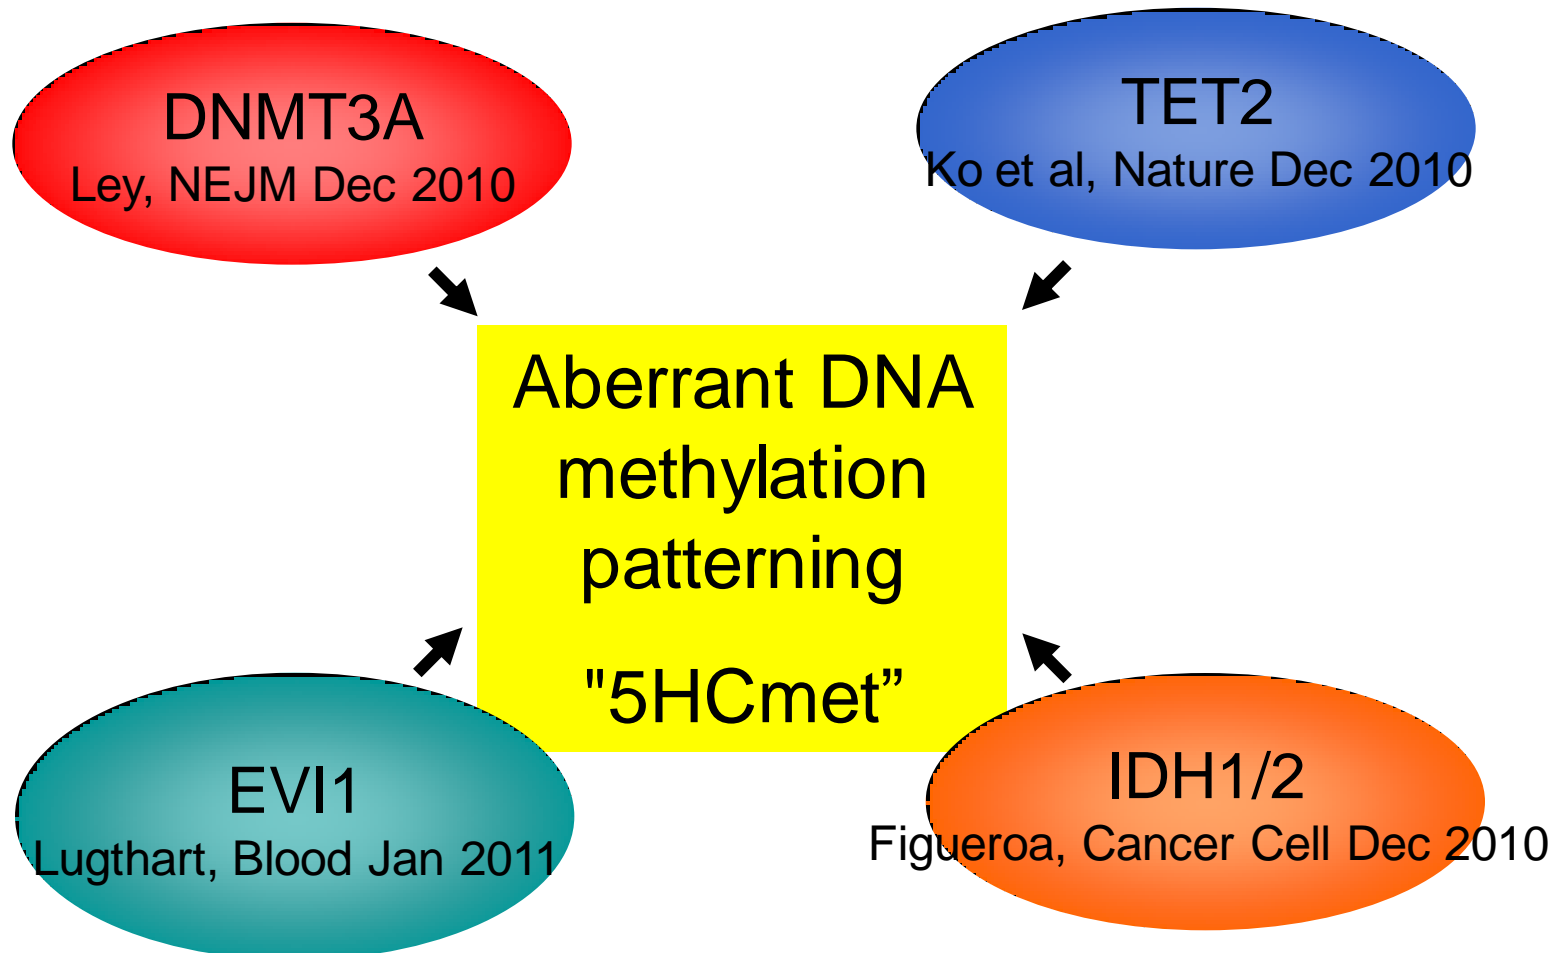 DNMT3A
Ley, NEJM Dec 2010
TET2
Ko et al, Nature Dec 2010
Aberrant DNA
methylation
patterning
"5HCmet”
EVI1
Lugthart, Blood Jan 2011
IDH1/2
Figueroa, Cancer Cell Dec 2010